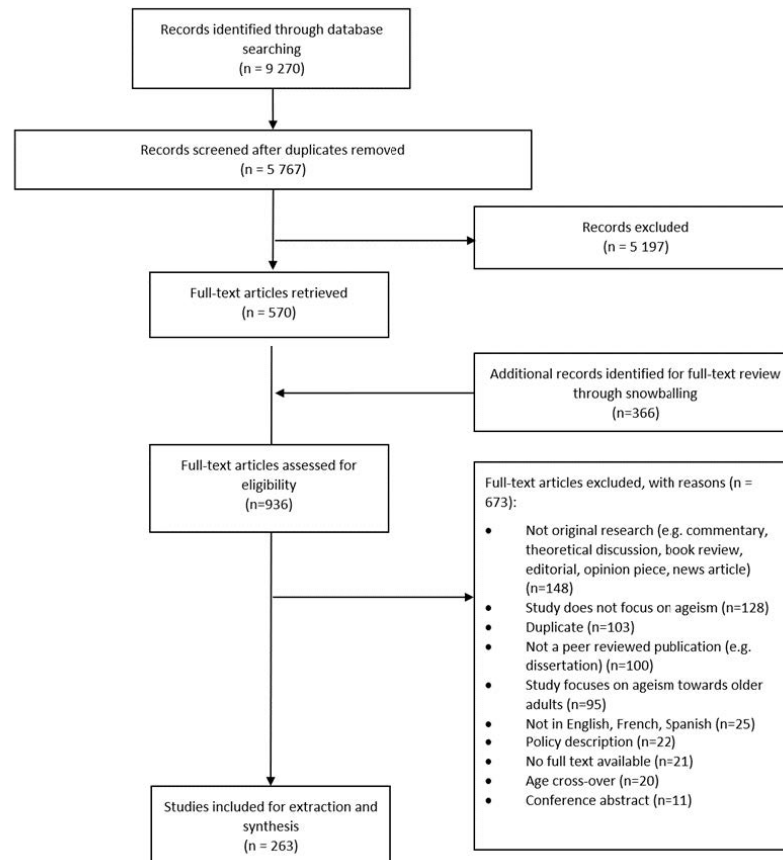 Records identified through database
searching
(n = 9 270)
Records screened after duplicates removed
(n = 5 767)
Records excluded
(n = 5 197)
Full-text articles retrieved
(n = 570)
Additional records identified for full-text review
through snowballing
(n=366)
Full-text articles assessed for
eligibility
(n=936)
Full-text articles excluded, with reasons (n =
673):
• Not original research (e.g. commentary,
theoretical discussion, book review,
editorial, opinion piece, news article)
(n=148)
• Study does not focus on ageism (n=128)
• Duplicate (n=103)
• Not a peer reviewed publication (e.g.
dissertation) (n=100)
• Study focuses on ageism towards older
adults (n=95)
• Not in English, French, Spanish (n=25)
• Policy description (n=22)
• No full text available (n=21)
• Age cross-over (n=20)
• Conference abstract (n=11)
Studies included for extraction and
synthesis
(n = 263)